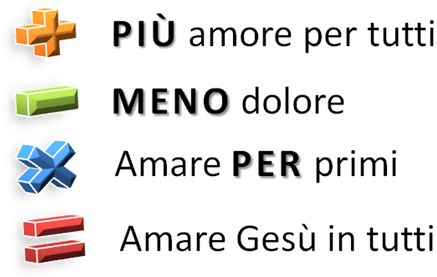 PIÙ amore per tutti
MENO dolore
Amare PER primi
Amare Gesù in tutti